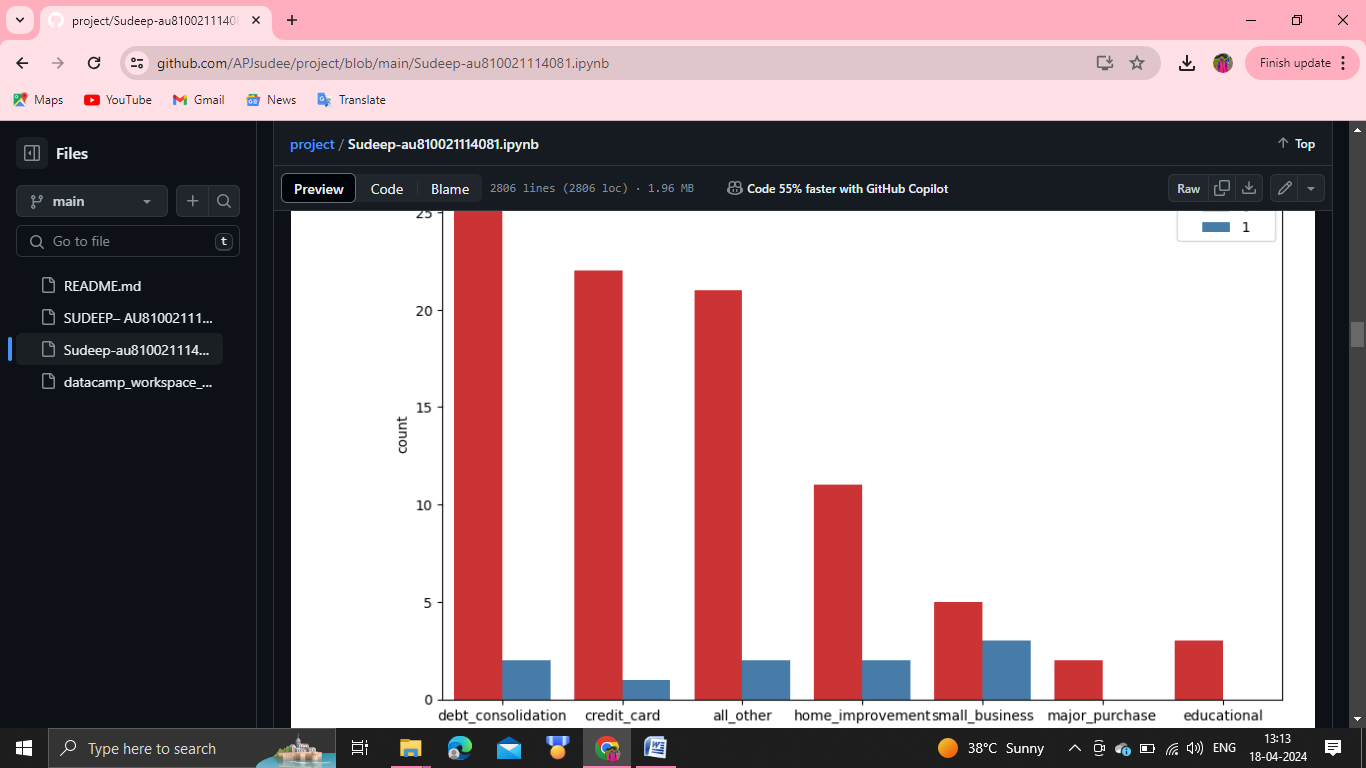 project/Sudeep-au81002111408
github.com/APJsudee/project/blob/main/Sudeep-au810021114081.ipynb
Finish update
Maps YouTube Gmail News Translate
Files
project / Sudeep-au810021114081.ipynb
Top
main
Preview Code Blame 2806 lines (2806 loc) · 1.96 MB Code 55% faster with GitHub Copilot Raw
Go to file t
README.md
SUDEEP– AU81002111...
Sudeep-au810021114...
datacamp_workspace_...
1
25
20
15
10
5
0
count
debt_consolidation credit_card all_other home_improvement small_business major_purchase educational
Type here to search
38°C Sunny
ENG
13:13
18-04-2024